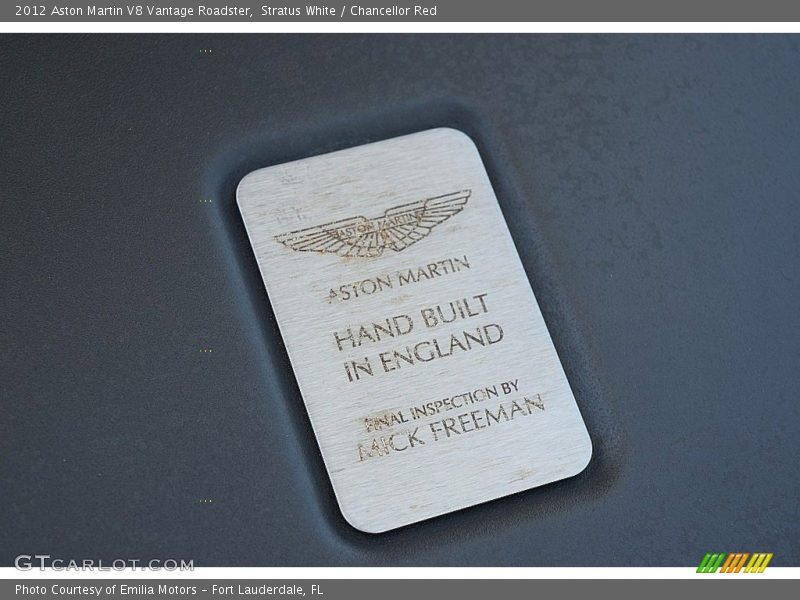 2012 Aston Martin V8 Vantage Roadster,  Stratus White / Chancellor Red
ASTON MARTIN
ASTON MARTIN
HAND BUILT
IN ENGLAND
FINAL INSPECTION BY
MICK FREEMAN
GTCARLOT.COM
Photo Courtesy of Emilia Motors – Fort Lauderdale, FL